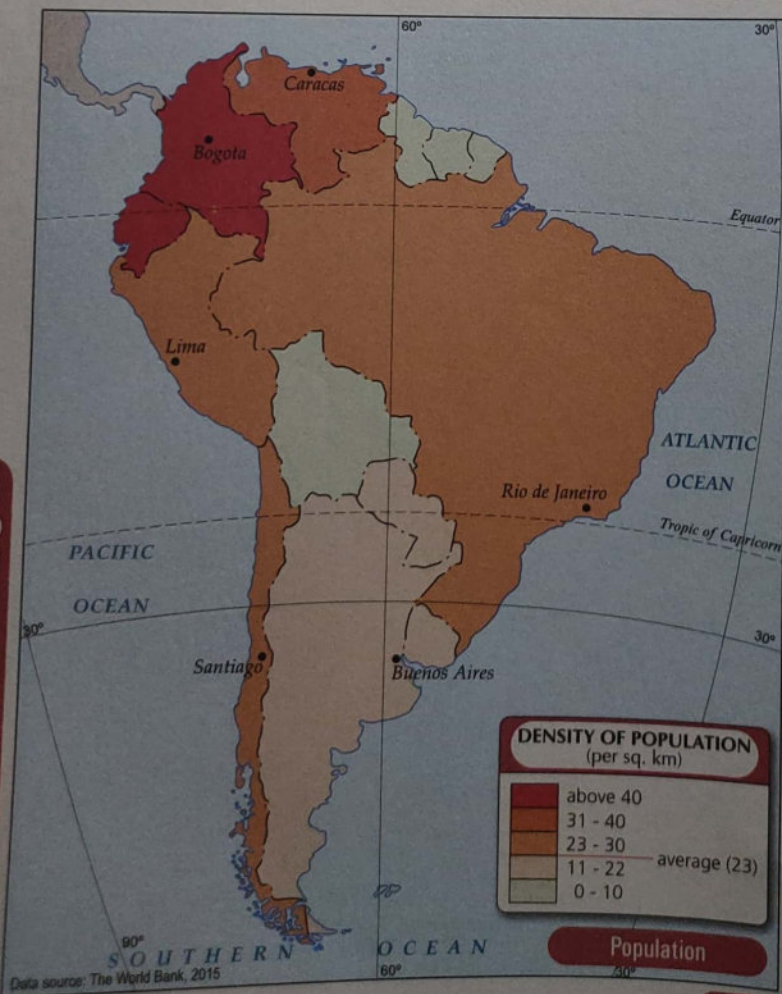 60°
30°
Caracas
Bogota
Equator
Lima
ATLANTIC
OCEAN
Rio de Janeiro
Tropic of Capricorn
PACIFIC
OCEAN
30°
30°
Santiago
Buenos Aires
DENSITY OF POPULATION
(per sq. km)
above 40
31 - 40
23 - 30
average (23)
11 - 22
0 - 10
Population
90°
SOUTHERN OCEAN
60°
30°
Data source: The World Bank, 2015